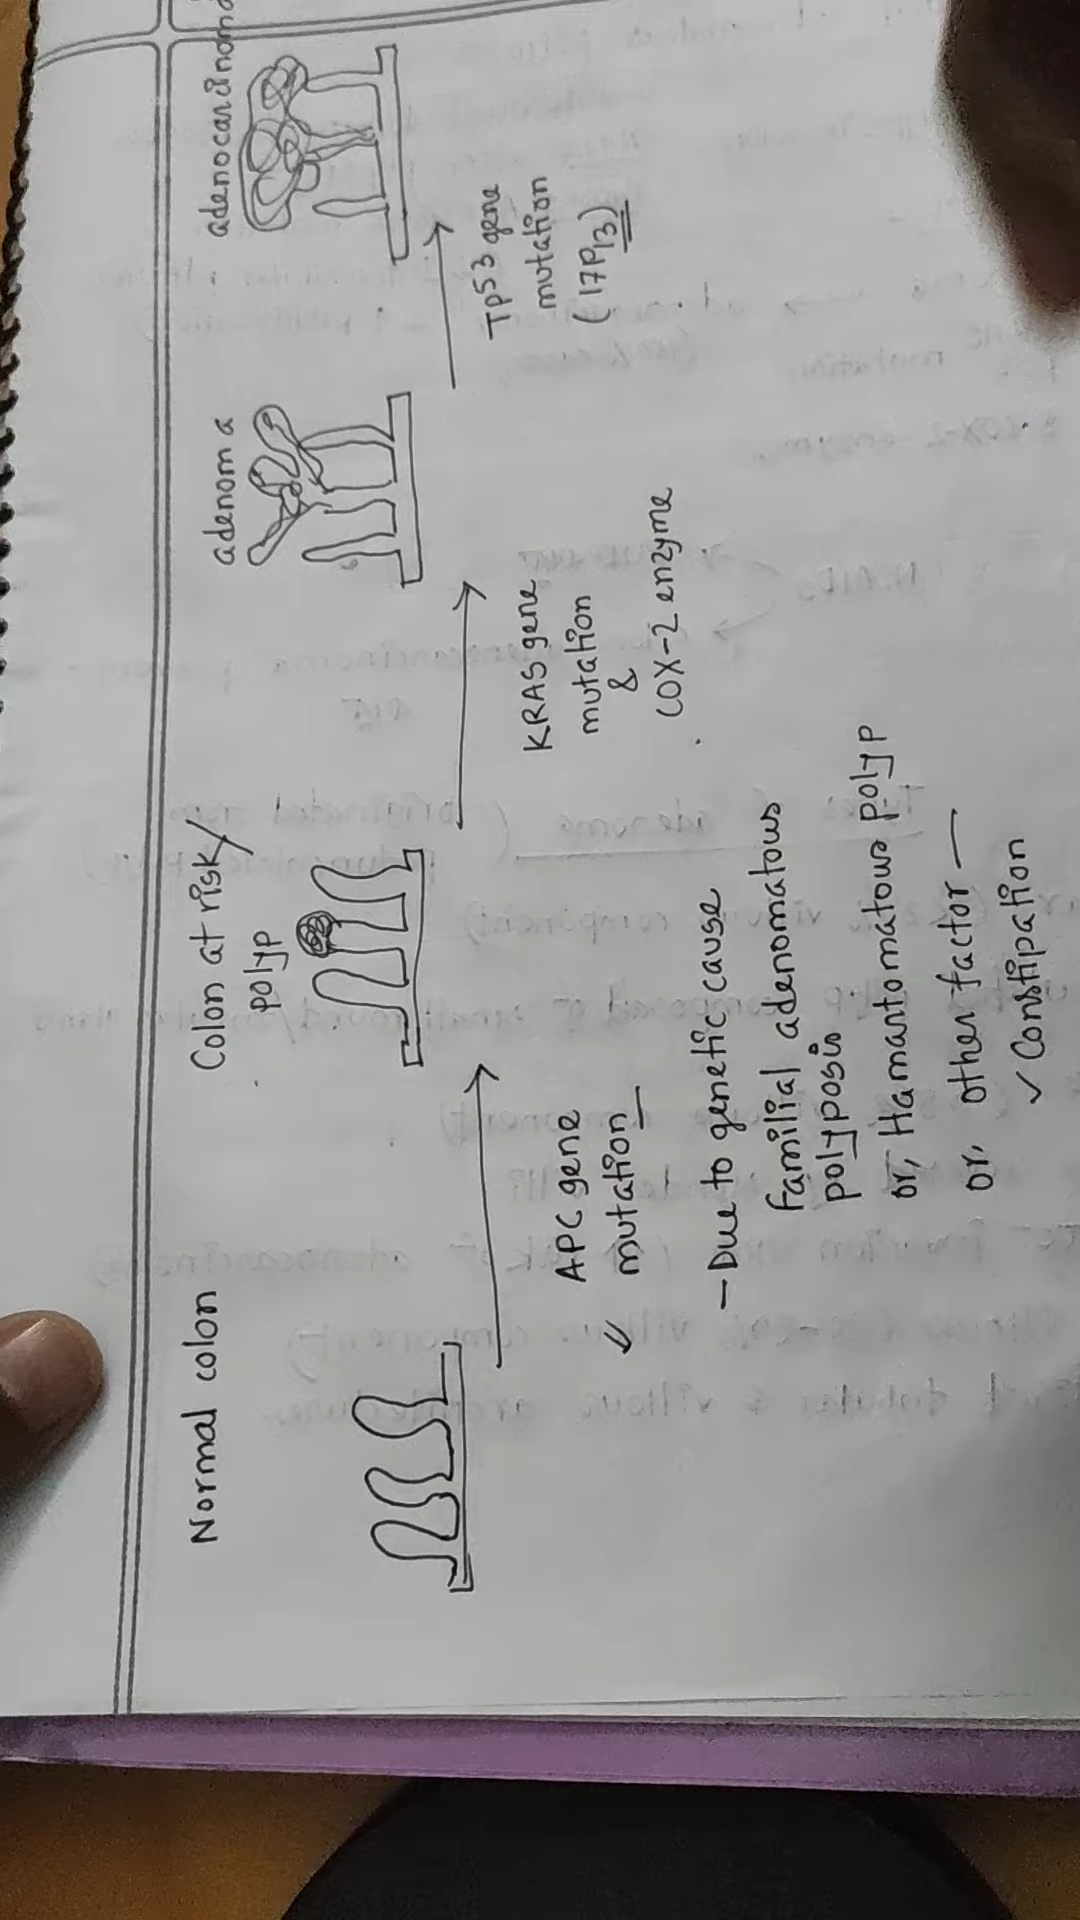 Normal colon
Colon at risk/
polyp
adenoma
adenocarcinoma
APC gene
mutation
KRAS gene
mutation
&
COX-2 enzyme
TP53 gene
mutation
(17P13)
- Due to genetic cause
familial adenomatous
polyposis
or, Hamartomatous polyp
or, other factor -
✓ Constipation